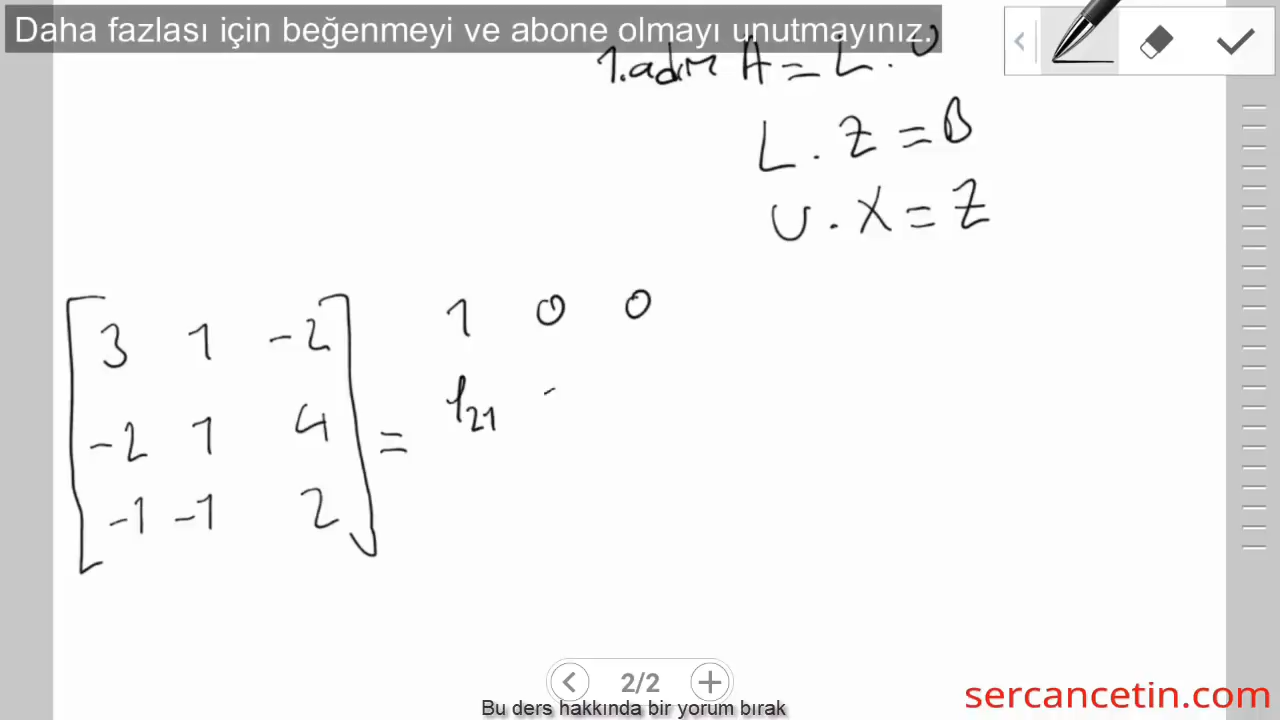 Daha fazlası için beğenmeyi ve abone olmayı unutmayınız.
1.adım A = L . U
L . Z = B
U . X = Z
3 1 -2
-2 1 4
-1 -1 2
=
1 0 0
l21 -
2/2
Bu ders hakkında bir yorum bırak
sercancetin.com